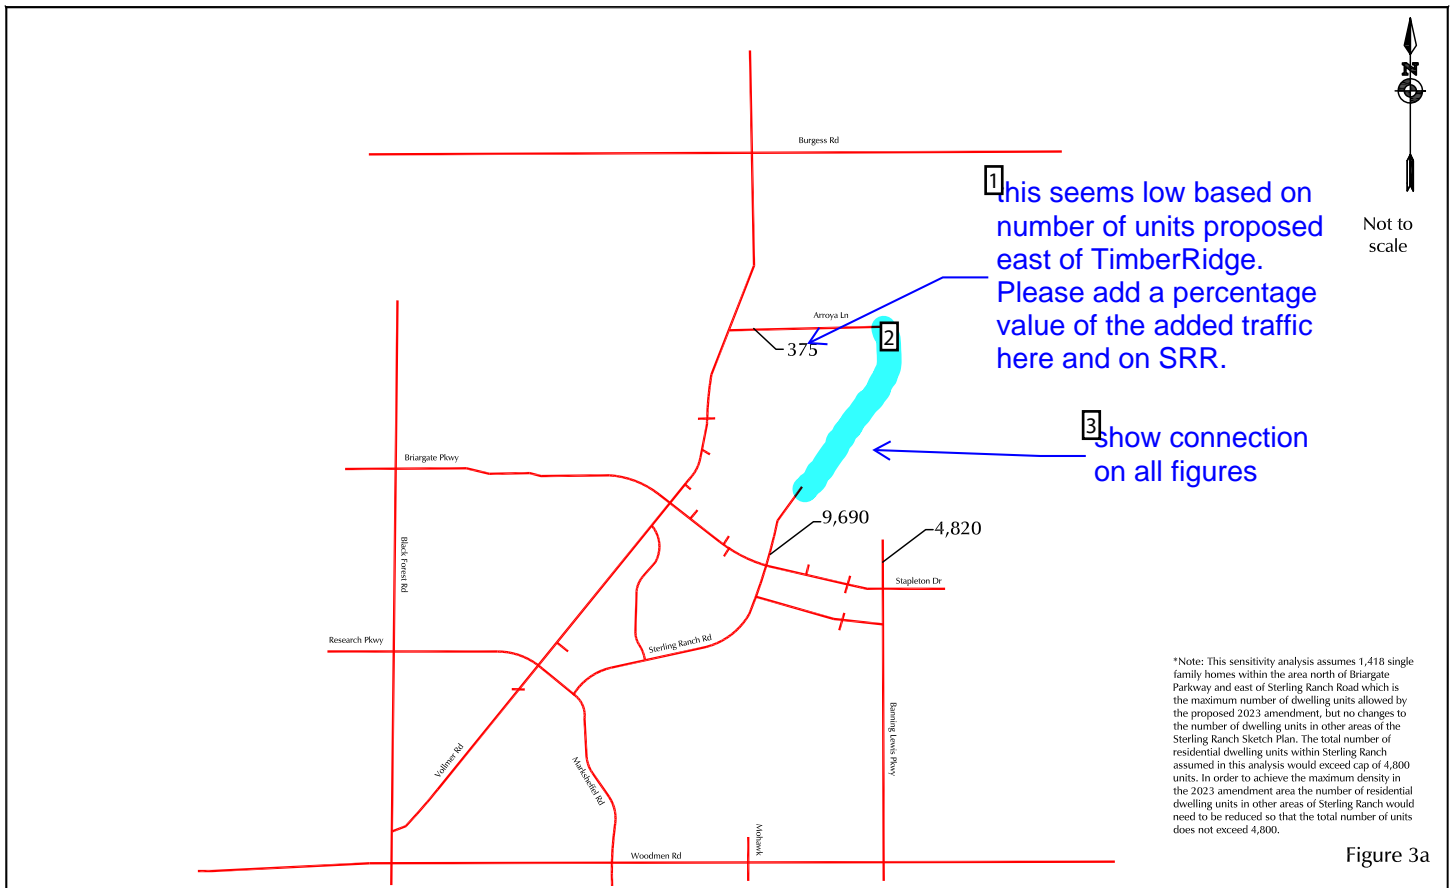 N
Burgess Rd
1
this seems low based on
number of units proposed
east of TimberRidge.
Please add a percentage
value of the added traffic
here and on SRR.
Not to
scale
Arroya Ln
375
2
3
show connection
on all figures
Briargate Pkwy
9,690
4,820
Black Forest Rd
Stapleton Dr
Research Pkwy
Sterling Ranch Rd
*Note: This sensitivity analysis assumes 1,418 single
family homes within the area north of Briargate
Parkway and east of Sterling Ranch Road which is
the maximum number of dwelling units allowed by
the proposed 2023 amendment, but no changes to
the number of dwelling units in other areas of the
Sterling Ranch Sketch Plan. The total number of
residential dwelling units within Sterling Ranch
assumed in this analysis would exceed cap of 4,800
units. In order to achieve the maximum density in
the 2023 amendment area the number of residential
dwelling units in other areas of Sterling Ranch would
need to be reduced so that the total number of units
does not exceed 4,800.
Banning Lewis Pkwy
Vollmer Rd
Marksheffel Rd
Mohawk
Woodmen Rd
Figure 3a